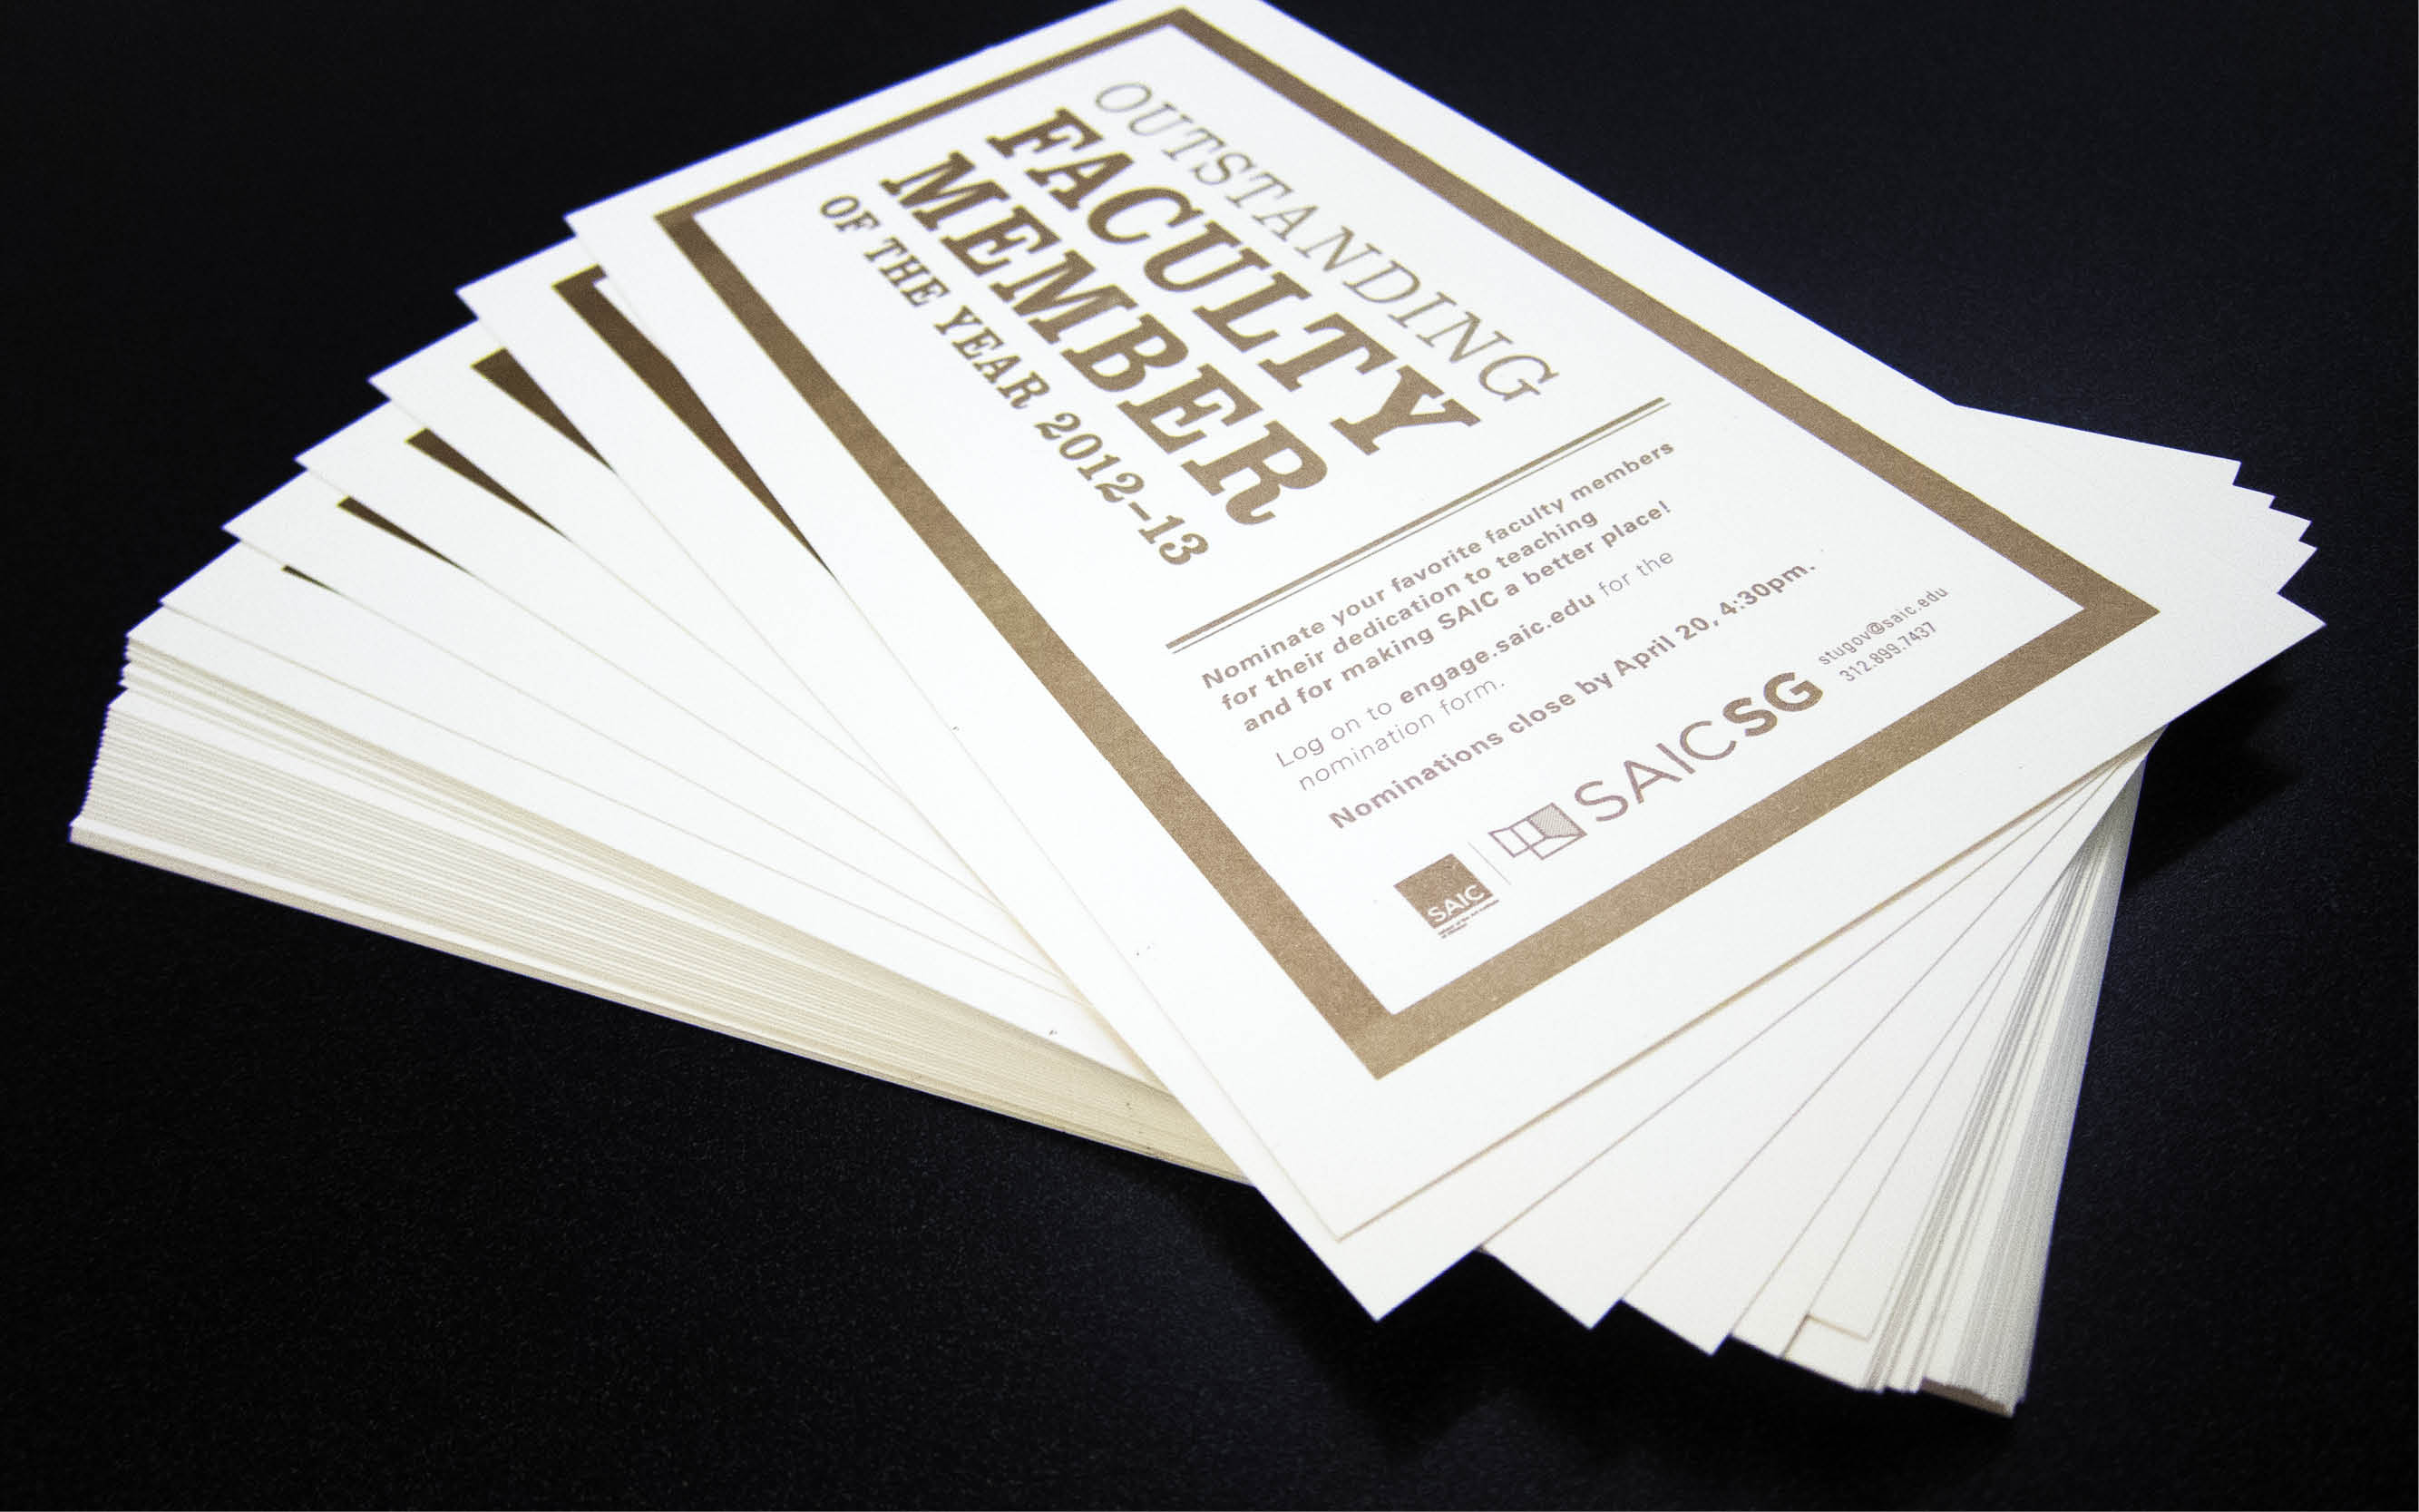 OUTSTANDING
FACULTY
MEMBER
OF THE YEAR 2012–13
Nominate your favorite faculty members
for their dedication to teaching
and for making SAIC a better place!
Log on to engage.saic.edu for the
nomination form.
Nominations close by April 20, 4:30pm.
SAIC
SAICSG
stugov@saic.edu
312.899.7437